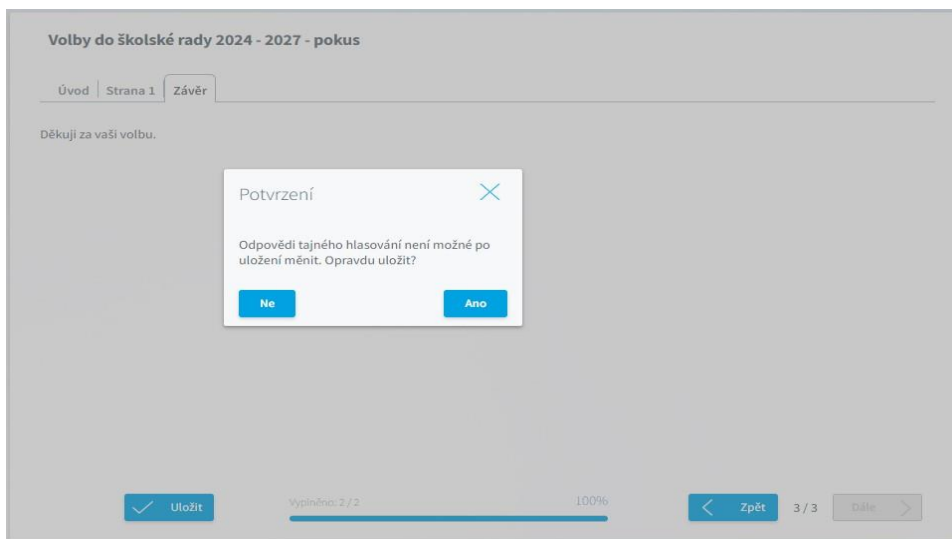 Volby do školské rady 2024 - 2027 - pokus
Úvod Strana 1 Závěr
Děkuji za vaši volbu.
Potvrzení
Odpovědi tajného hlasování není možné po
uložení měnit. Opravdu uložit?
Ne Ano
Uložit Vyplněno: 2 / 2 100% Zpět 3 / 3 Dále